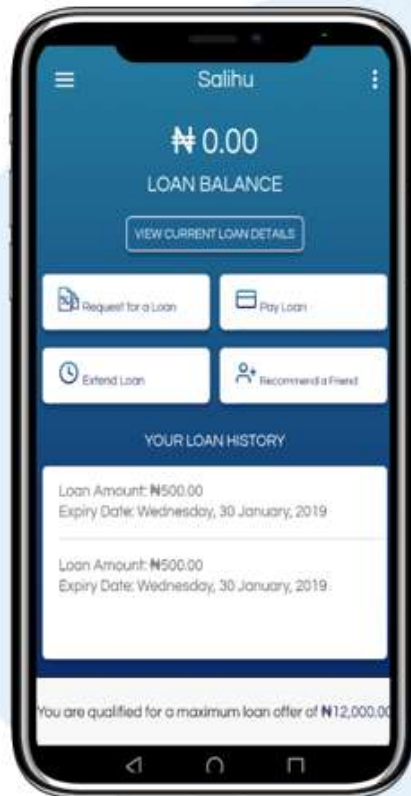 Salihu
₦ 0.00
LOAN BALANCE
VIEW CURRENT LOAN DETAILS
Request for a Loan
Pay Loan
Extend Loan
Recommend a Friend
YOUR LOAN HISTORY
Loan Amount: ₦500.00
Expiry Date: Wednesday, 30 January, 2019
Loan Amount: ₦500.00
Expiry Date: Wednesday, 30 January, 2019
You are qualified for a maximum loan offer of ₦12,000.00